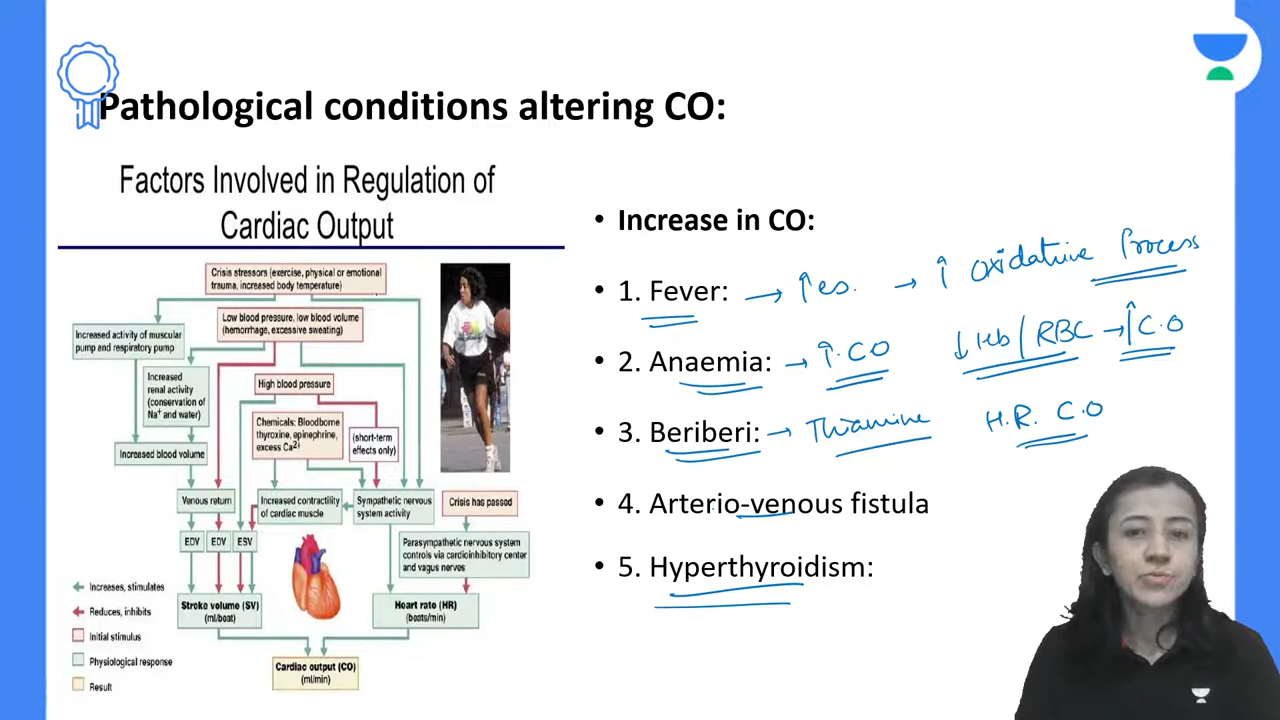 Pathological conditions altering CO:
Factors Involved in Regulation of
Cardiac Output
Crisis stressors (exercise, physical or emotional
trauma, increased body temperature)
Low blood pressure, low blood volume
(hemorrhage, excessive sweating)
Increased activity of muscular
pump and respiratory pump
Increased
renal activity
(conservation of
Na+ and water)
High blood pressure
Chemicals: Bloodborne
thyroxine, epinephrine,
excess Ca2+
(short-term
effects only)
Increased blood volume
Venous return
Increased contractility
of cardiac muscle
Sympathetic nervous
system activity
Crisis has passed
EDV
EDV
ESV
Parasympathetic nervous system
controls via cardioinhibitory center
and vagus nerves
Increases, stimulates
Reduces, inhibits
Initial stimulus
Physiological response
Result
Stroke volume (SV)
(ml/beat)
Heart rate (HR)
(beats/min)
Cardiac output (CO)
(ml/min)
• Increase in CO:
• 1. Fever: → ↑es. → ↑ Oxidative Process
• 2. Anaemia: → ↑ CO ↓ Hb / RBC → ↑ C.O
• 3. Beriberi: → Thiamine H.R. C.O
• 4. Arterio-venous fistula
• 5. Hyperthyroidism: